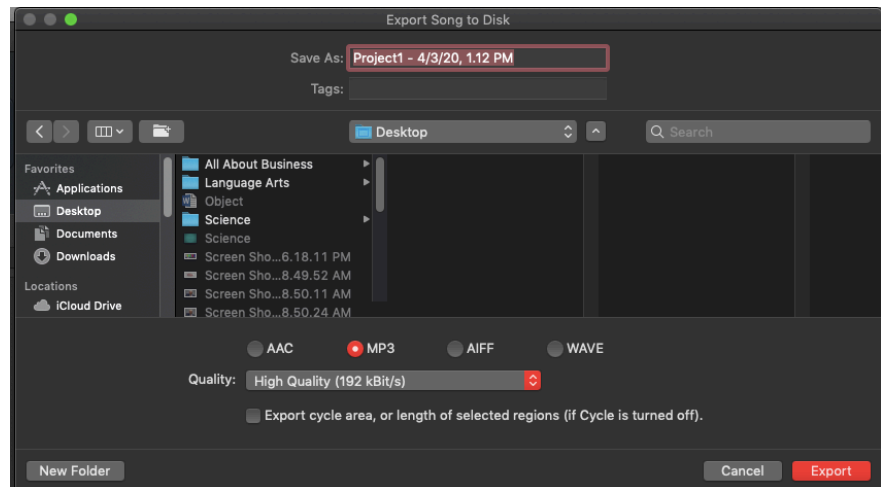 Export Song to Disk
Save As: Project1 - 4/3/20, 1.12 PM
Tags:
Desktop
Search
Favorites
Applications
Desktop
Documents
Downloads
Locations
iCloud Drive
All About Business
Language Arts
Object
Science
Science
Screen Sho...6.18.11 PM
Screen Sho...8.49.52 AM
Screen Sho...8.50.11 AM
Screen Sho...8.50.24 AM
AAC MP3 AIFF WAVE
Quality: High Quality (192 kBit/s)
Export cycle area, or length of selected regions (if Cycle is turned off).
New Folder Cancel Export